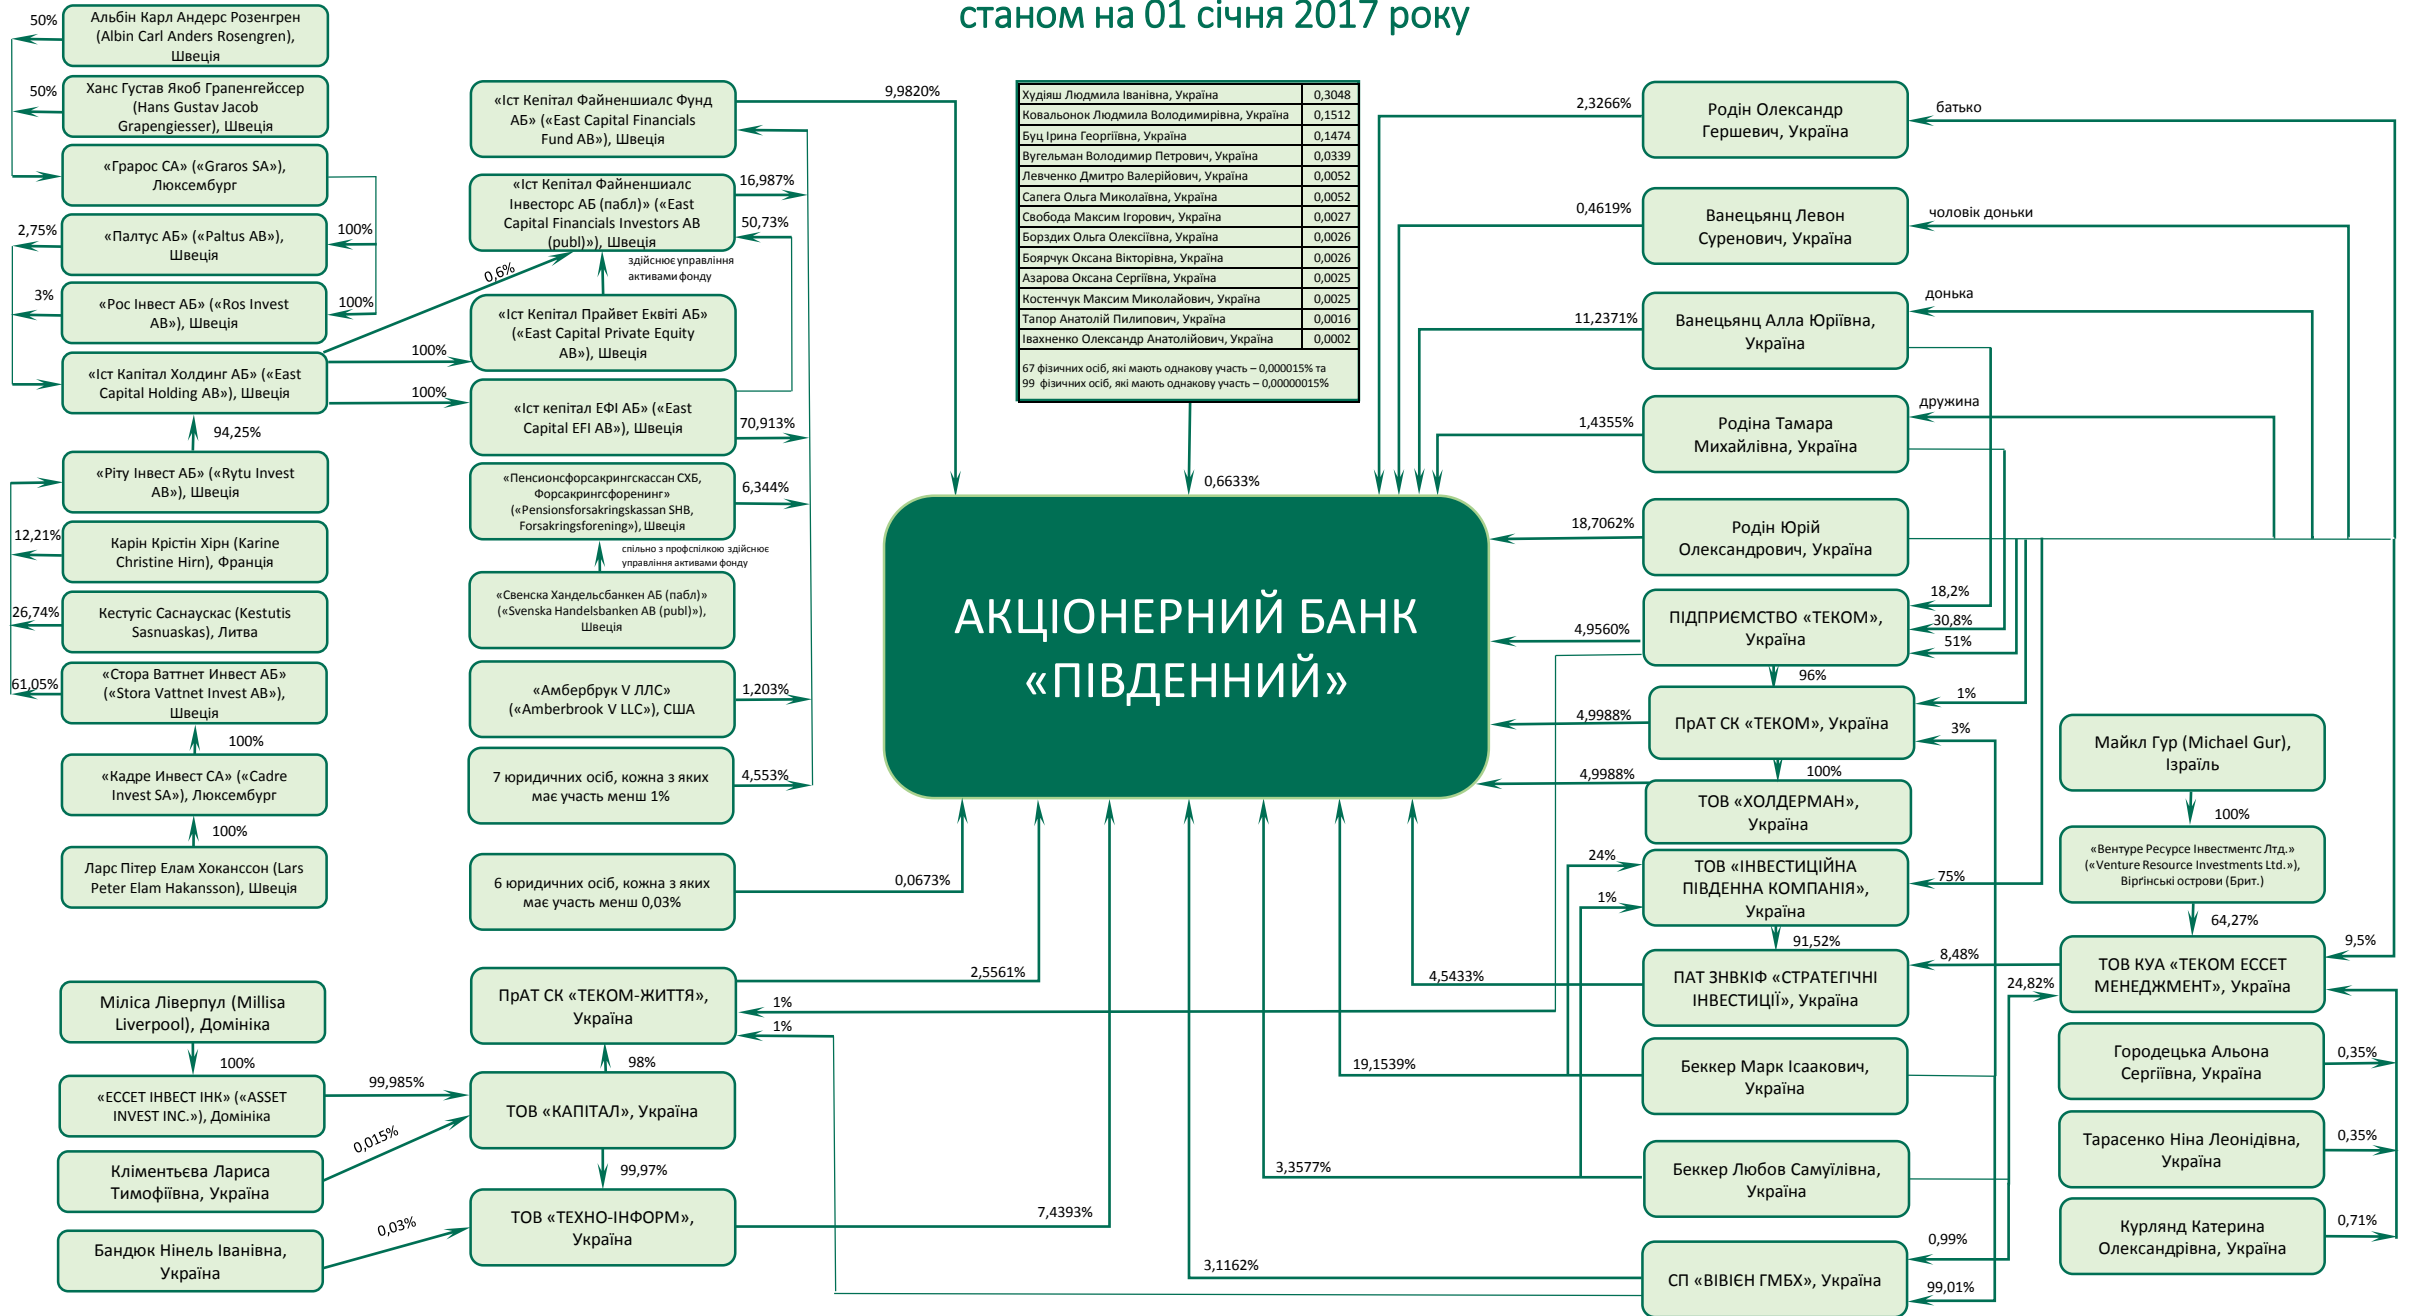 станом на 01 січня 2017 року
50%
Альбін Карл Андерс Розенгрен
(Albin Carl Anders Rosengren),
Швеція
50%
Ханс Густав Якоб Грапенгейссер
(Hans Gustav Jacob
Grapengiesser), Швеція
«Грарос СА» («Graros SA»),
Люксембург
2,75%
«Палтус АБ» («Paltus AB»),
Швеція
100%
3%
«Рос Інвест АБ» («Ros Invest
AB»), Швеція
100%
«Іст Капітал Холдинг АБ» («East
Capital Holding AB»), Швеція
0,6%
100%
100%
94,25%
«Ріту Інвест АБ» («Rytu Invest
AB»), Швеція
12,21%
Карін Крістін Хірн (Karine
Christine Hirn), Франція
26,74%
Кестутіс Саснаускас (Kestutis
Sasnuaskas), Литва
61,05%
«Стора Ваттнет Инвест АБ»
(«Stora Vattnet Invest AB»),
Швеція
100%
«Кадре Инвест СА» («Cadre
Invest SA»), Люксембург
100%
Ларс Пітер Елам Хоканссон (Lars
Peter Elam Hakansson), Швеція
Міліса Ліверпул (Millisa
Liverpool), Домініка
100%
«ЕССЕТ ІНВЕСТ ІНК» («ASSET
INVEST INC.»), Домініка
99,985%
0,015%
Кліментьєва Лариса
Тимофіївна, Україна
0,03%
Бандюк Нінель Іванівна,
Україна
«Іст Кепітал Файненшиалс Фунд
АБ» («East Capital Financials
Fund AB»), Швеція
9,9820%
«Іст Кепітал Файненшиалс
Інвесторс АБ (пабл)» («East
Capital Financials Investors AB
(publ)»), Швеція
16,987%
50,73%
здійснює управління
активами фонду
«Іст Кепітал Прайвет Еквіті АБ»
(«East Capital Private Equity
AB»), Швеція
«Іст кепітал ЕФІ АБ» («East
Capital EFI AB»), Швеція
70,913%
«Пенсионсфорсакрингскассан СХБ,
Форсакрингсфоренинг»
(«Pensionsforsakringskassan SHB,
Forsakringsforening»), Швеція
6,344%
спільно з профспілкою здійснює
управління активами фонду
«Свенска Хандельсбанкен АБ (пабл)»
(«Svenska Handelsbanken AB (publ)»),
Швеція
«Амбербрук V ЛЛС»
(«Amberbrook V LLC»), США
1,203%
7 юридичних осіб, кожна з яких
має участь менш 1%
4,553%
6 юридичних осіб, кожна з яких
має участь менш 0,03%
0,0673%
ПрАТ СК «ТЕКОМ-ЖИТТЯ»,
Україна
2,5561%
1%
1%
98%
ТОВ «КАПІТАЛ», Україна
99,97%
ТОВ «ТЕХНО-ІНФОРМ»,
Україна
7,4393%
Худіяш Людмила Іванівна, Україна 0,3048
Ковальонок Людмила Володимирівна, Україна 0,1512
Буц Ірина Георгіївна, Україна 0,1474
Вугельман Володимир Петрович, Україна 0,0339
Левченко Дмитро Валерійович, Україна 0,0052
Сапега Ольга Миколаївна, Україна 0,0052
Свобода Максим Ігорович, Україна 0,0027
Борздих Ольга Олексіївна, Україна 0,0026
Боярчук Оксана Вікторівна, Україна 0,0026
Азарова Оксана Сергіївна, Україна 0,0025
Костенчук Максим Миколайович, Україна 0,0025
Тапор Анатолій Пилипович, Україна 0,0016
Івахненко Олександр Анатолійович, Україна 0,0002
67 фізичних осіб, які мають однакову участь – 0,000015% та
99 фізичних осіб, які мають однакову участь – 0,00000015%
0,6633%
АКЦІОНЕРНИЙ БАНК
«ПІВДЕННИЙ»
2,3266%
Родін Олександр
Гершевич, Україна
батько
0,4619%
Ванецьянц Левон
Суренович, Україна
чоловік доньки
11,2371%
Ванецьянц Алла Юріївна,
Україна
донька
1,4355%
Родіна Тамара
Михайлівна, Україна
дружина
18,7062%
Родін Юрій
Олександрович, Україна
4,9560%
ПІДПРИЄМСТВО «ТЕКОМ»,
Україна
18,2%
30,8%
51%
96%
4,9988%
ПрАТ СК «ТЕКОМ», Україна
1%
3%
100%
4,9988%
ТОВ «ХОЛДЕРМАН»,
Україна
24%
1%
ТОВ «ІНВЕСТИЦІЙНА
ПІВДЕННА КОМПАНІЯ»,
Україна
75%
91,52%
4,5433%
ПАТ ЗНВКІФ «СТРАТЕГІЧНІ
ІНВЕСТИЦІЇ», Україна
8,48%
24,82%
19,1539%
Беккер Марк Ісаакович,
Україна
3,3577%
Беккер Любов Самуїлівна,
Україна
3,1162%
СП «ВІВІЄН ГМБХ», Україна
0,99%
99,01%
Майкл Гур (Michael Gur),
Ізраїль
100%
«Вентуре Ресурсе Інвестментс Лтд.»
(«Venture Resource Investments Ltd.»),
Віргінські острови (Брит.)
64,27%
ТОВ КУА «ТЕКОМ ЕССЕТ
МЕНЕДЖМЕНТ», Україна
9,5%
Городецька Альона
Сергіївна, Україна
0,35%
Тарасенко Ніна Леонідівна,
Україна
0,35%
Курлянд Катерина
Олександрівна, Україна
0,71%